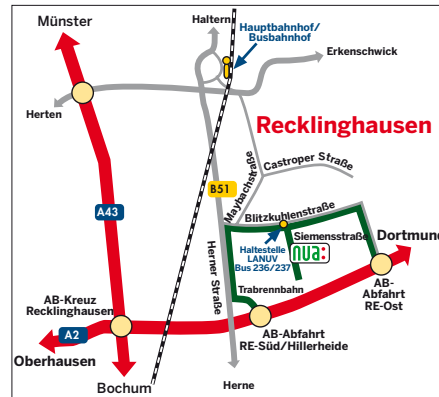 Münster
Haltern
Hauptbahnhof/
Busbahnhof
Erkenschwick
Herten
Recklinghausen
Castroper Straße
Maybachstraße
B51
A43
Blitzkuhlenstraße
Siemensstraße
Dortmund
Haltestelle
LANUV
Bus 236/237
nua:
Herner Straße
Trabrennbahn
AB-
Abfahrt
RE-Ost
AB-Kreuz
Recklinghausen
A2
AB-Abfahrt
RE-Süd/Hillerheide
Oberhausen
Bochum
Herne